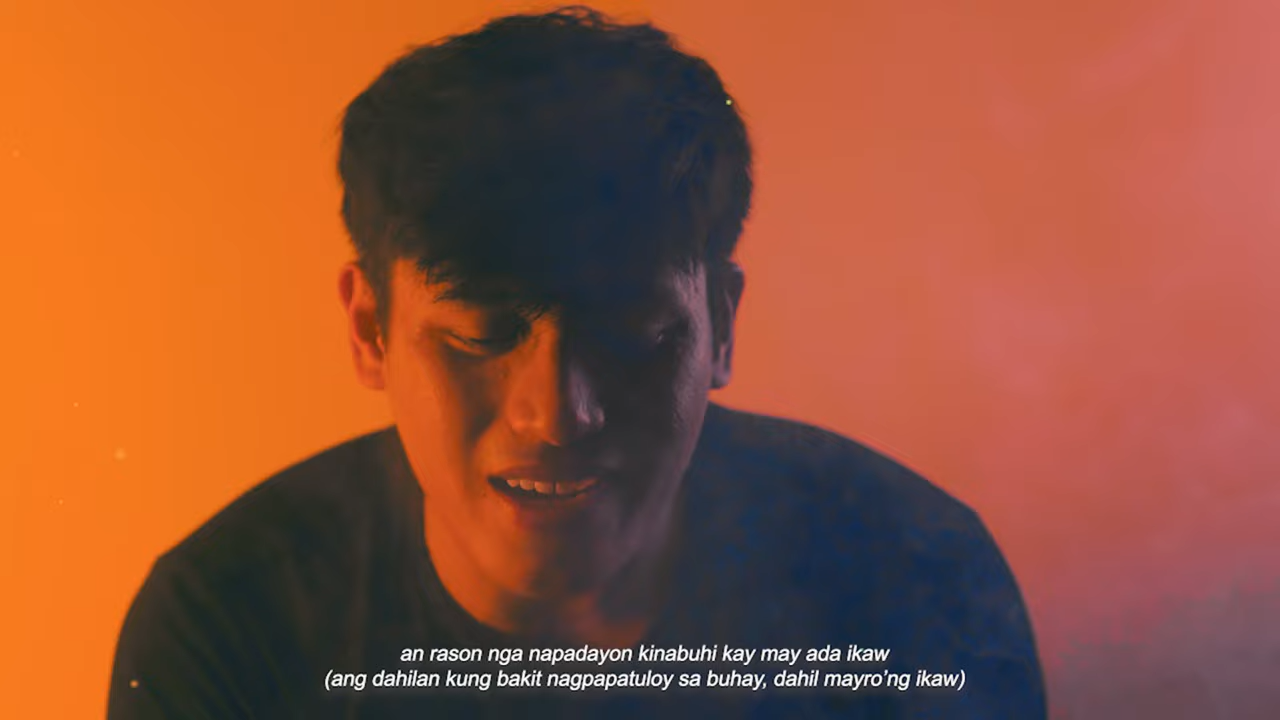 an rason nga napadayon kinabuhi kay may ada ikaw
(ang dahilan kung bakit nagpapatuloy sa buhay, dahil mayro'ng ikaw)